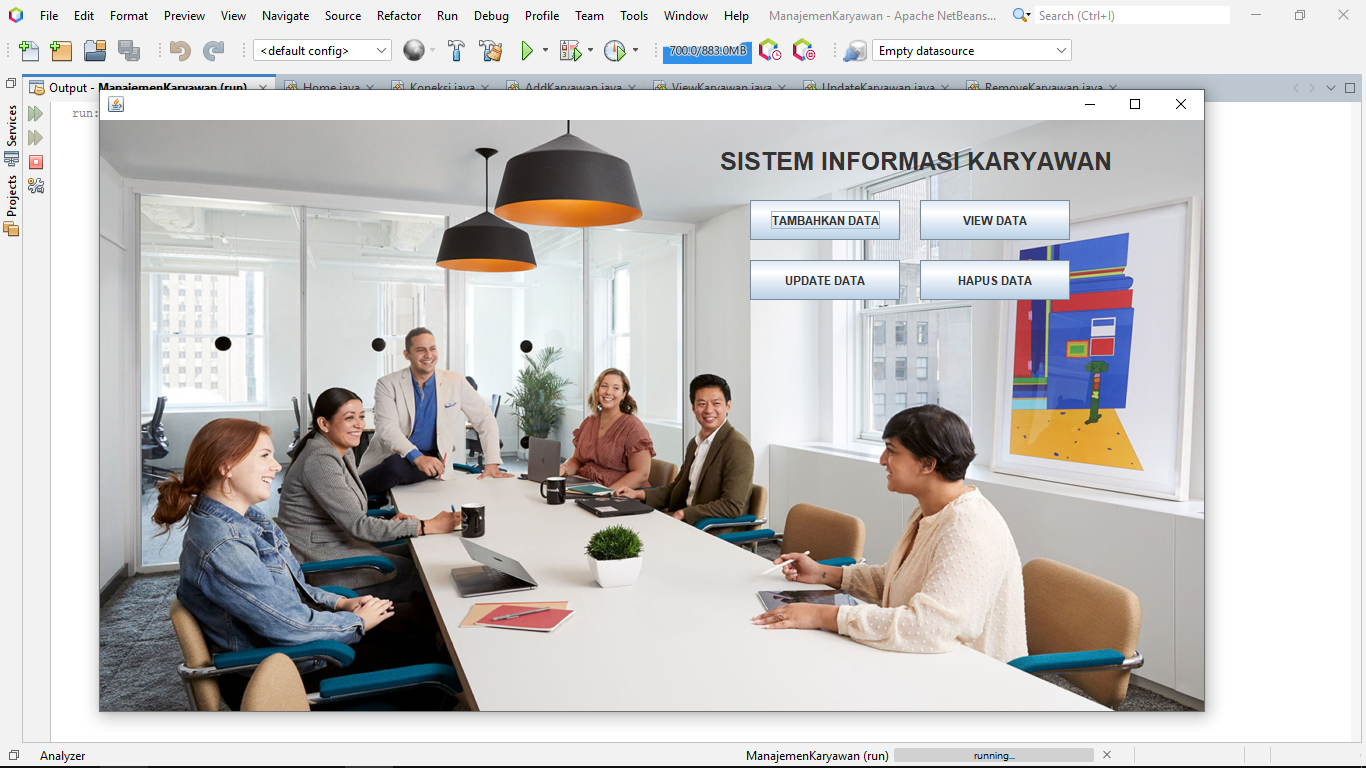 File Edit Format Preview View Navigate Source Refactor Run Debug Profile Team Tools Window Help ManajemenKaryawan - Apache NetBeans... Search (Ctrl+I)
<default config> 700.0/883.0MB Empty datasource
Output - ManajemenKaryawan (run) Home.java Koneksi.java AddKaryawan.java ViewKaryawan.java UpdateKaryawan.java RemoveKaryawan.java
run:
Services
Projects
SISTEM INFORMASI KARYAWAN
TAMBAHKAN DATA VIEW DATA
UPDATE DATA HAPUS DATA
Analyzer ManajemenKaryawan (run) running...